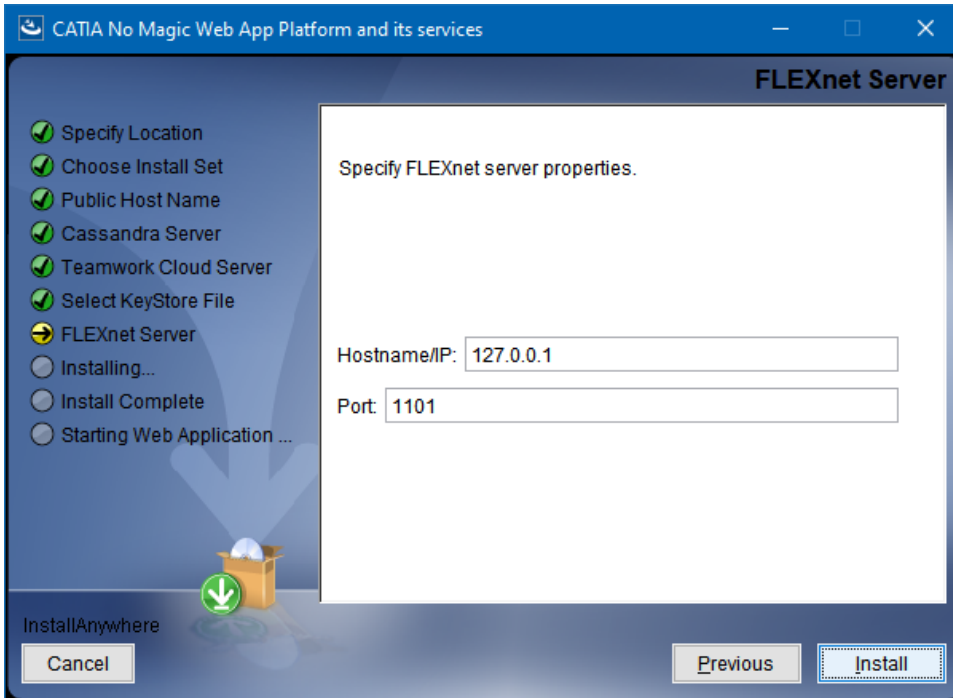 CATIA No Magic Web App Platform and its services
FLEXnet Server
Specify Location
Choose Install Set
Public Host Name
Cassandra Server
Teamwork Cloud Server
Select KeyStore File
FLEXnet Server
Installing...
Install Complete
Starting Web Application ...
Specify FLEXnet server properties.
Hostname/IP: 127.0.0.1
Port: 1101
InstallAnywhere
Cancel Previous Install